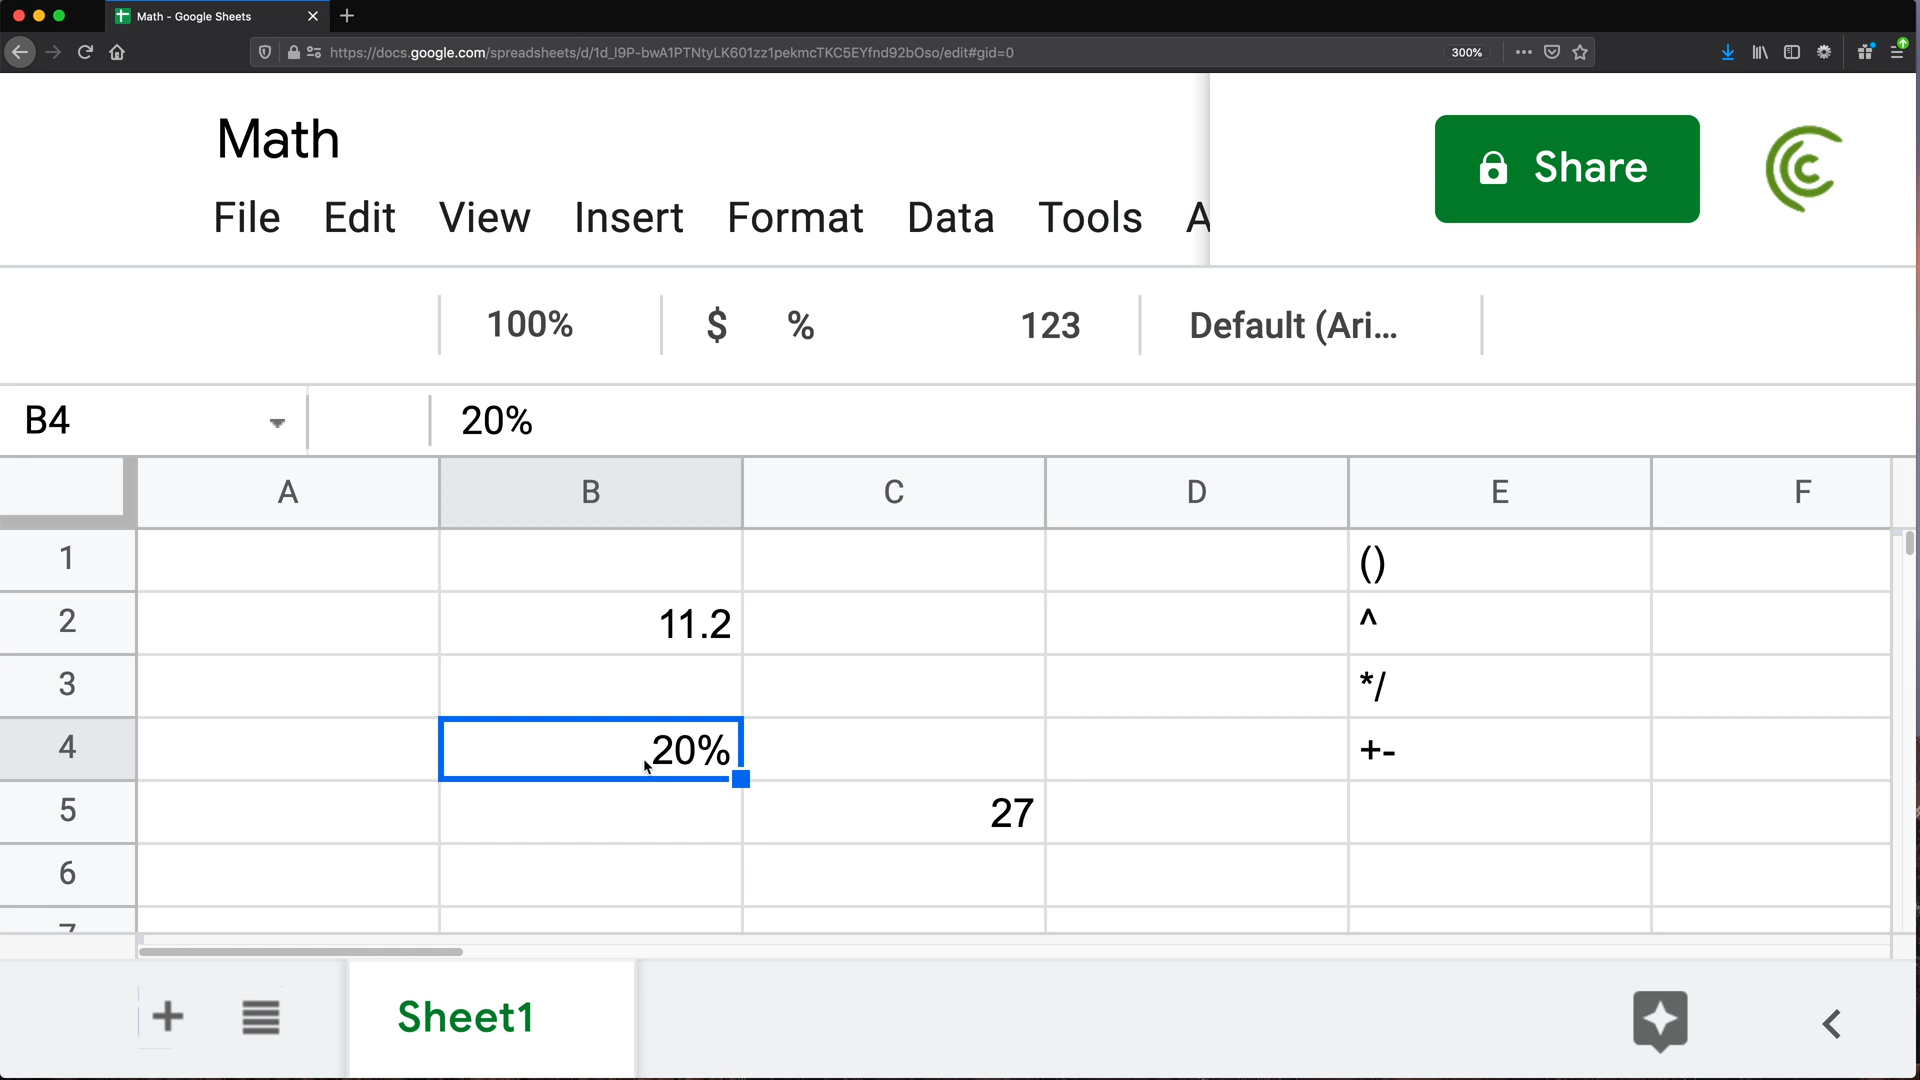 Math - Google Sheets
https://docs.google.com/spreadsheets/d/1d_l9P-bwA1PTNtyLK601zz1pekmcTKC5EYfnd92bOso/edit#gid=0 300%
Math
Share
File Edit View Insert Format Data Tools A
100% $ % 123 Default (Ari...
B4 20%
A B C D E F
1 ()
2 11.2 ^
3 */
4 20% +-
5 27
6
7
Sheet1